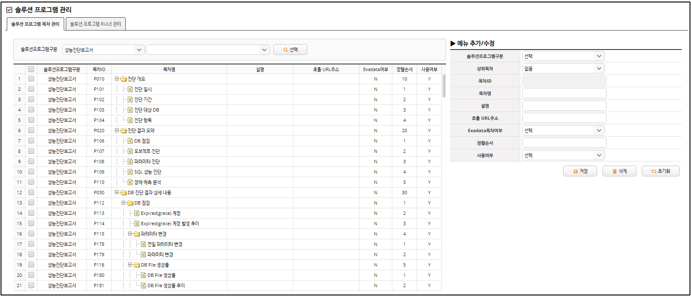 솔루션 프로그램 관리
솔루션 프로그램 목차 관리 솔루션 프로그램 RULE 관리
솔루션프로그램구분 성능진단보고서 선택
솔루션프로그램구분 목차ID 목차명 설명 호출 URL주소 Exadata여부 정렬순서 사용여부
1 성능진단보고서 P010 진단 개요 N 10 Y
2 성능진단보고서 P101 진단 일시 N 1 Y
3 성능진단보고서 P102 진단 기간 N 2 Y
4 성능진단보고서 P103 진단 대상 DB N 3 Y
5 성능진단보고서 P104 진단 항목 N 4 Y
6 성능진단보고서 P020 진단 결과 요약 N 20 Y
7 성능진단보고서 P106 DB 점검 N 1 Y
8 성능진단보고서 P107 오브젝트 진단 N 2 Y
9 성능진단보고서 P108 파라미터 진단 N 3 Y
10 성능진단보고서 P109 SQL 성능 진단 N 4 Y
11 성능진단보고서 P110 장애 예측 분석 N 5 Y
12 성능진단보고서 P030 DB 진단 결과 상세 내용 N 30 Y
13 성능진단보고서 P112 DB 점검 N 1 Y
14 성능진단보고서 P113 Expired(grace) 계정 N 2 Y
15 성능진단보고서 P114 Expired(grace) 계정 발생 추이 N 3 Y
16 성능진단보고서 P115 파라미터 변경 N 4 Y
17 성능진단보고서 P178 전일 파라미터 변경 N 1 Y
18 성능진단보고서 P179 파라미터 변경 N 2 Y
19 성능진단보고서 P116 DB File 생성률 N 5 Y
20 성능진단보고서 P180 DB File 생성률 N 1 Y
21 성능진단보고서 P181 DB File 생성률 추이 N 2 Y
▶ 메뉴 추가/수정
솔루션프로그램구분 선택
상위목차 없음
목차ID
목차명
설명
호출 URL주소
Exadata목차여부 선택
정렬순서
사용여부 선택
저장 삭제 초기화